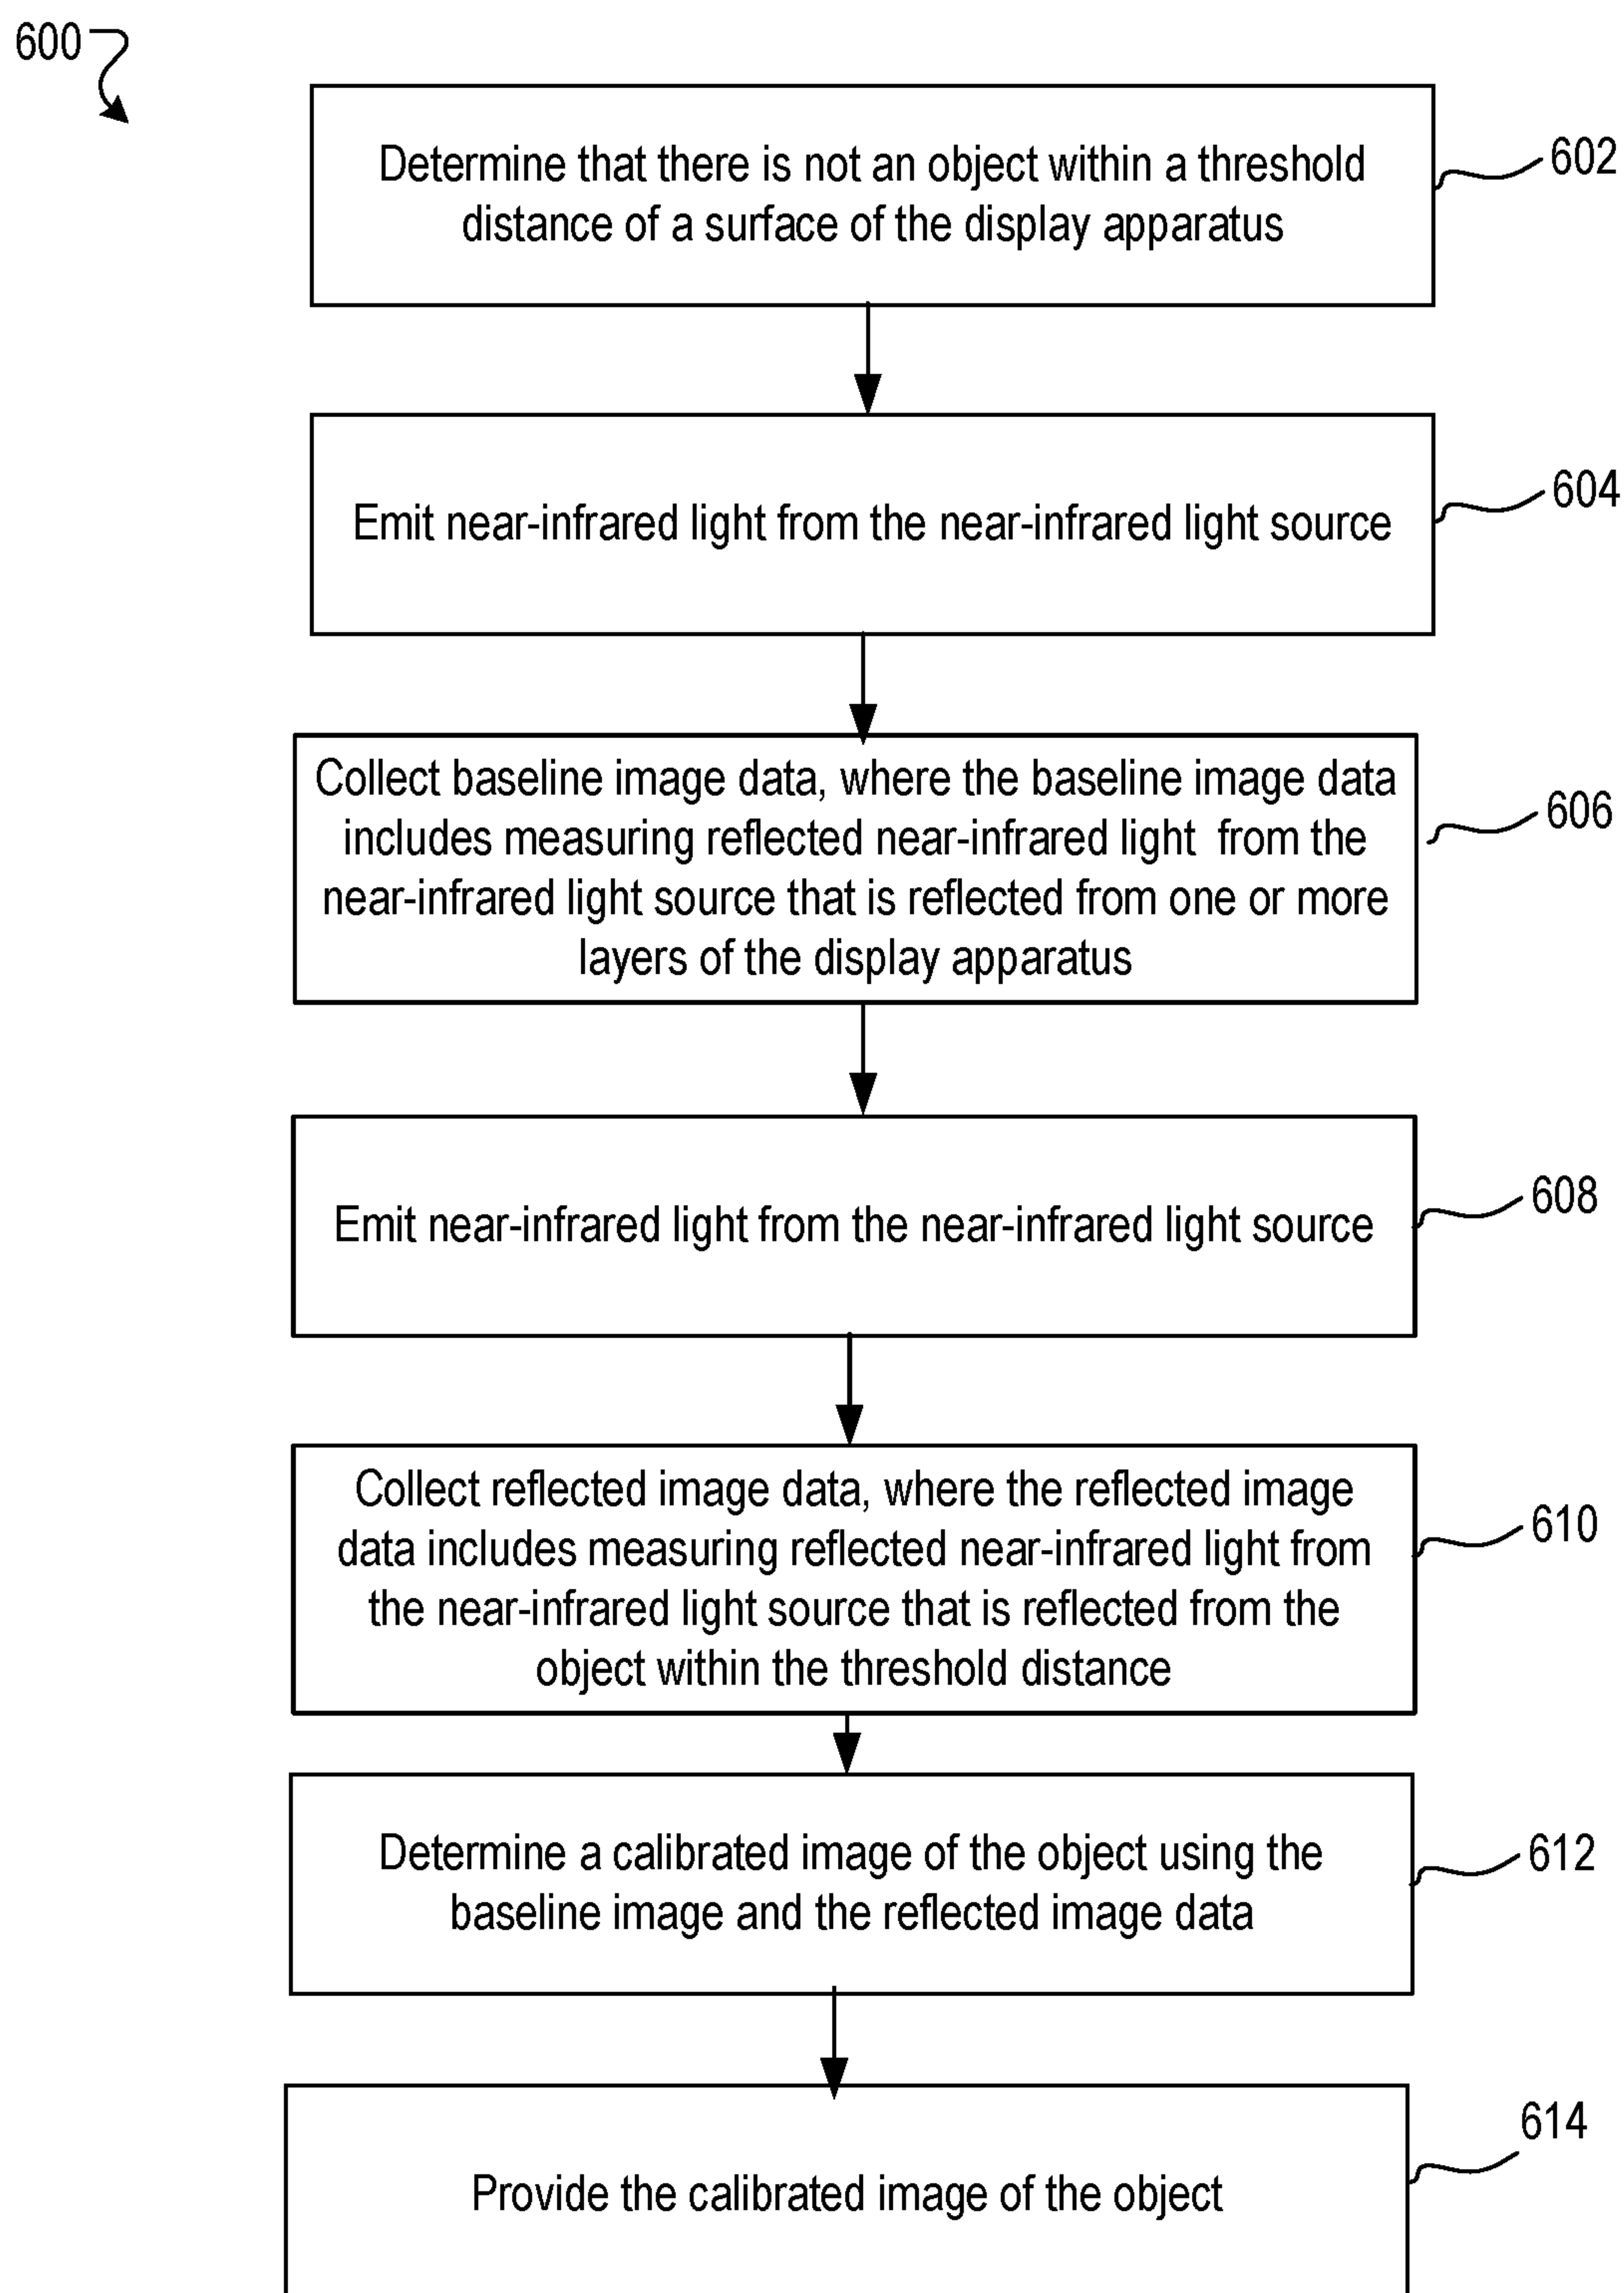 600
Determine that there is not an object within a threshold
distance of a surface of the display apparatus
602
Emit near-infrared light from the near-infrared light source
604
Collect baseline image data, where the baseline image data
includes measuring reflected near-infrared light from the
near-infrared light source that is reflected from one or more
layers of the display apparatus
606
Emit near-infrared light from the near-infrared light source
608
Collect reflected image data, where the reflected image
data includes measuring reflected near-infrared light from
the near-infrared light source that is reflected from the
object within the threshold distance
610
Determine a calibrated image of the object using the
baseline image and the reflected image data
612
Provide the calibrated image of the object
614